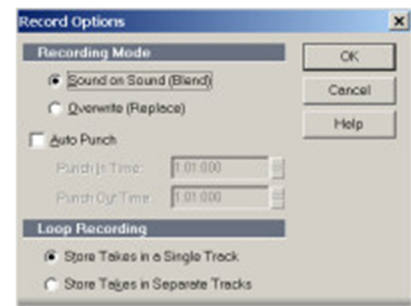 Record Options
Recording Mode
Sound on Sound (Blend)
Overwrite (Replace)
Auto Punch
Punch In Time: 1:01:000
Punch Out Time: 1:01:000
Loop Recording
Store Takes in a Single Track
Store Takes in Separate Tracks
OK
Cancel
Help